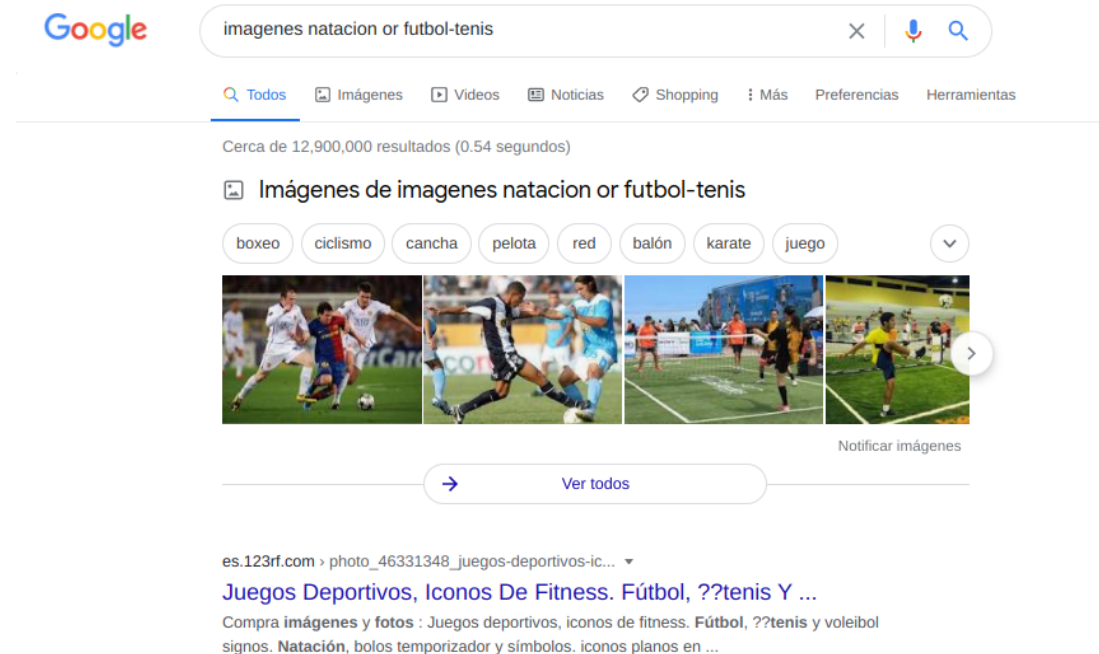 Google
imagenes natacion or futbol-tenis
Todos Imágenes Videos Noticias Shopping Más Preferencias Herramientas
Cerca de 12,900,000 resultados (0.54 segundos)
Imágenes de imagenes natacion or futbol-tenis
boxeo ciclismo cancha pelota red balón karate juego
Notificar imágenes
Ver todos
es.123rf.com › photo_46331348_juegos-deportivos-ic...
Juegos Deportivos, Iconos De Fitness. Fútbol, ??tenis Y ...
Compra imágenes y fotos : Juegos deportivos, iconos de fitness. Fútbol, ??tenis y voleibol
signos. Natación, bolos temporizador y símbolos. iconos planos en ...